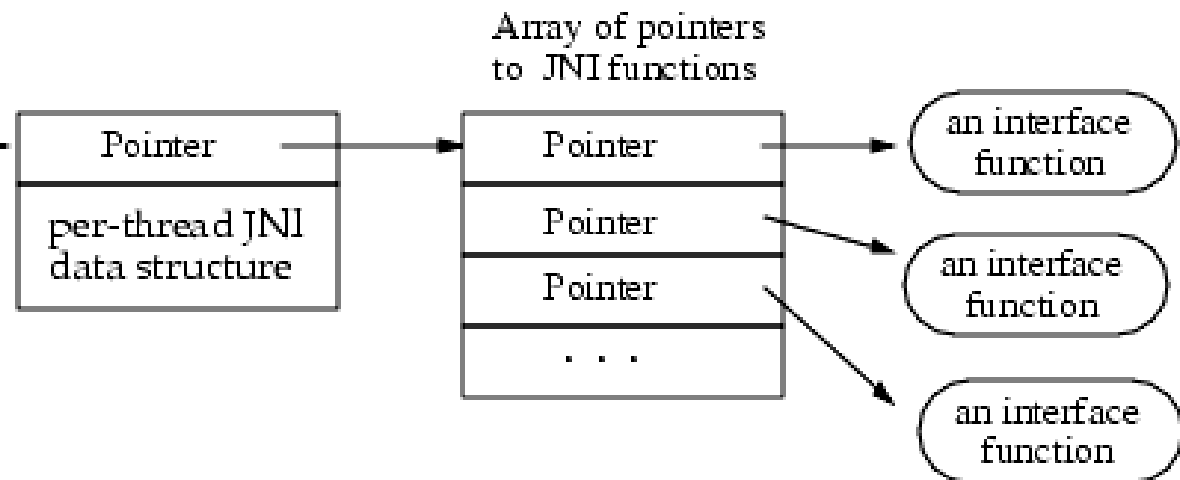 Array of pointers
to JNI functions
Pointer
per-thread JNI
data structure
Pointer
Pointer
Pointer
. . .
an interface
function
an interface
function
an interface
function